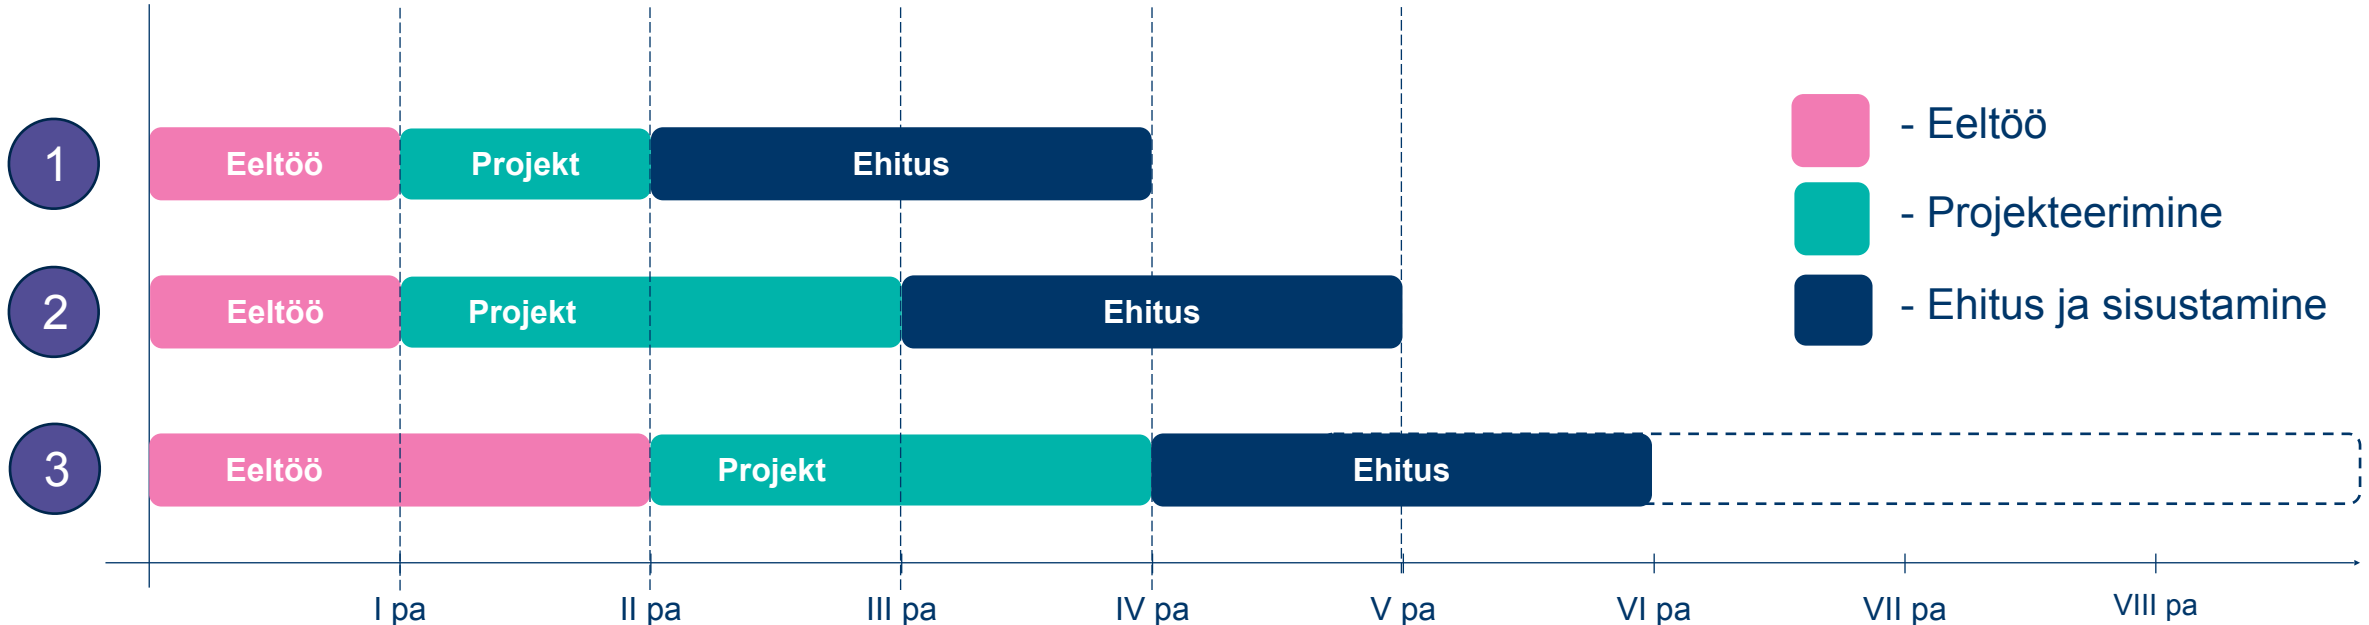 1 Eeltöö Projekt Ehitus
2 Eeltöö Projekt Ehitus
3 Eeltöö Projekt Ehitus
- Eeltöö
- Projekteerimine
- Ehitus ja sisustamine
I pa II pa III pa IV pa V pa VI pa VII pa VIII pa